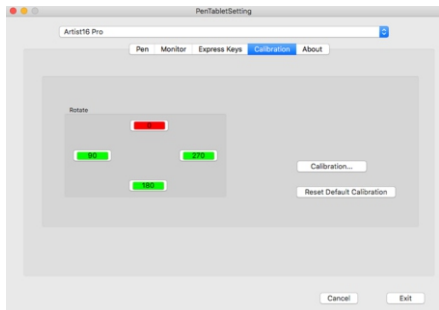 PenTabletSetting
Artist16 Pro
Pen Monitor Express Keys Calibration About
Rotate
0
90 270
180
Calibration...
Reset Default Calibration
Cancel Exit